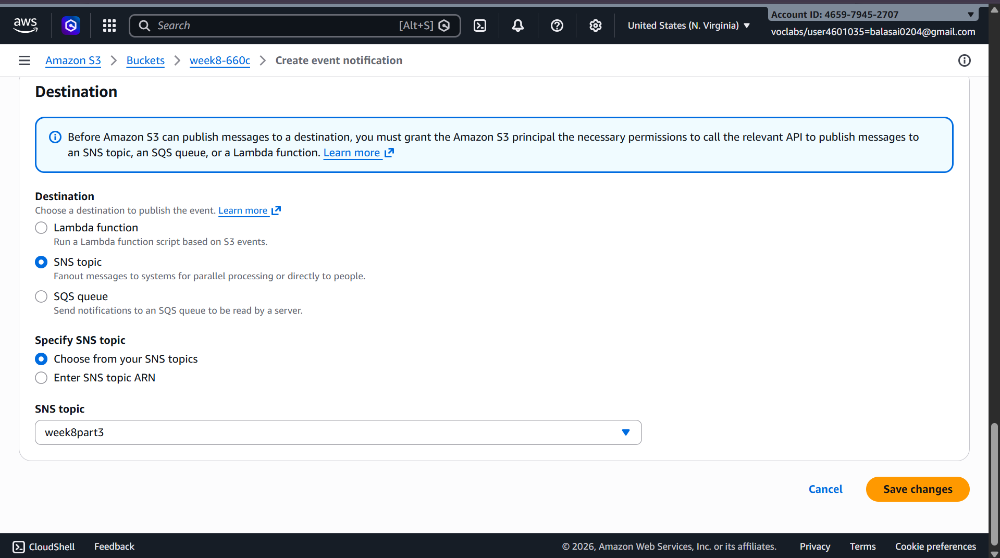 aws
Search
[Alt+S]
United States (N. Virginia)
Account ID: 4659-7945-2707
voclabs/user4601035=balasai0204@gmail.com
Amazon S3
Buckets
week8-660c
Create event notification
Destination
Before Amazon S3 can publish messages to a destination, you must grant the Amazon S3 principal the necessary permissions to call the relevant API to publish messages to
an SNS topic, an SQS queue, or a Lambda function. Learn more
Destination
Choose a destination to publish the event. Learn more
Lambda function
Run a Lambda function script based on S3 events.
SNS topic
Fanout messages to systems for parallel processing or directly to people.
SQS queue
Send notifications to an SQS queue to be read by a server.
Specify SNS topic
Choose from your SNS topics
Enter SNS topic ARN
SNS topic
week8part3
Cancel
Save changes
CloudShell
Feedback
© 2026, Amazon Web Services, Inc. or its affiliates.
Privacy
Terms
Cookie preferences